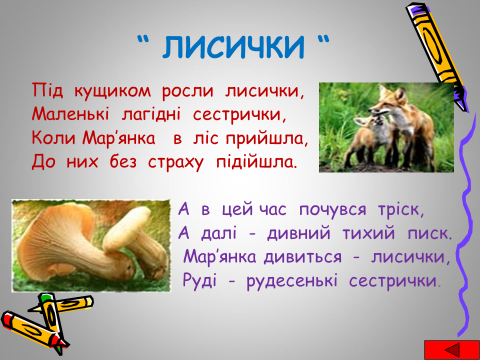 “ ЛИСИЧКИ “
Під кущиком росли лисички,
Маленькі лагідні сестрички,
Коли Мар’янка в ліс прийшла,
До них без страху підійшла.
А в цей час почувся тріск,
А далі - дивний тихий писк.
Мар’янка дивиться - лисички,
Руді - рудесенькі сестрички.